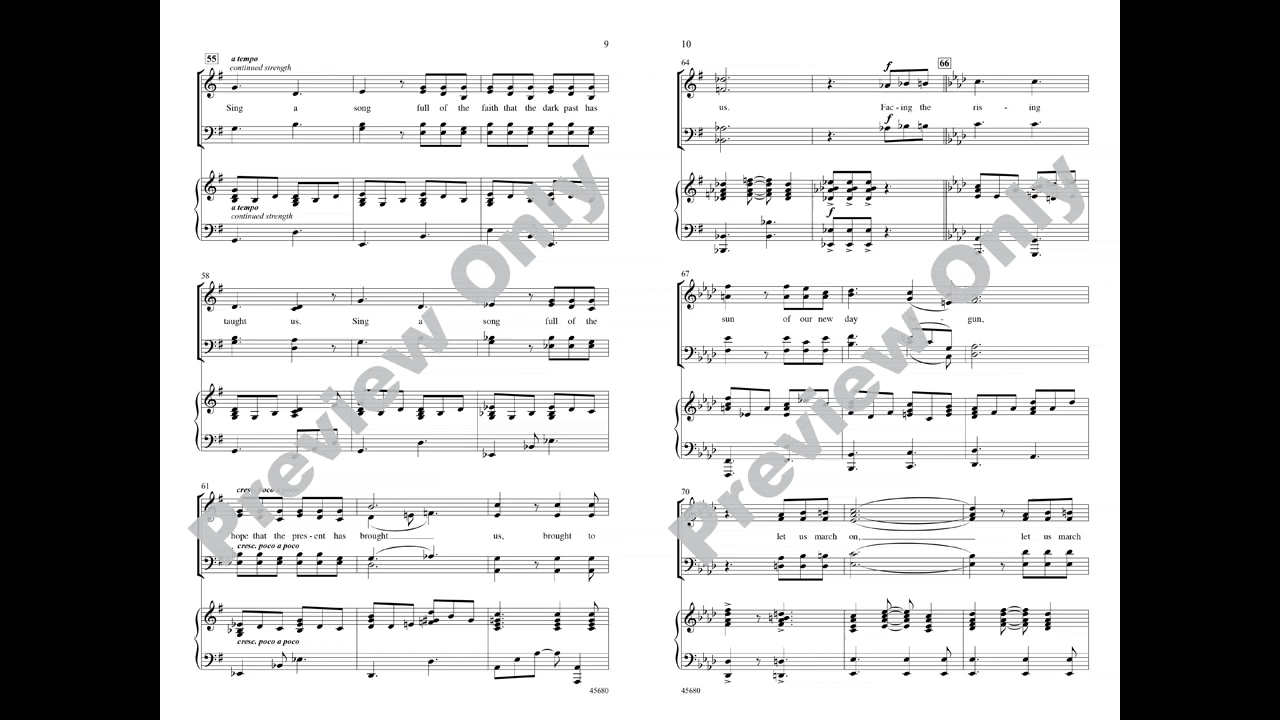 9
55
a tempo
continued strength
Sing a song full of the faith that the dark past has
a tempo
continued strength
58
taught us. Sing a song full of the
61
cresc. poco a poco
hope that the pres - ent has brought us, brought to
cresc. poco a poco
cresc. poco a poco
45680
10
64
f
66
us. Fac - ing the ris - ing
f
f
67
sun of our new day - gun,
70
let us march on, let us march
45680
Preview Only
Preview Only